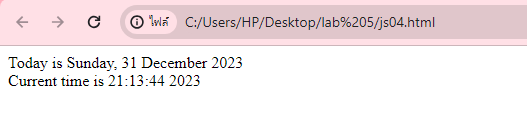 ไฟล์ C:/Users/HP/Desktop/lab%205/js04.html
Today is Sunday, 31 December 2023
Current time is 21:13:44 2023